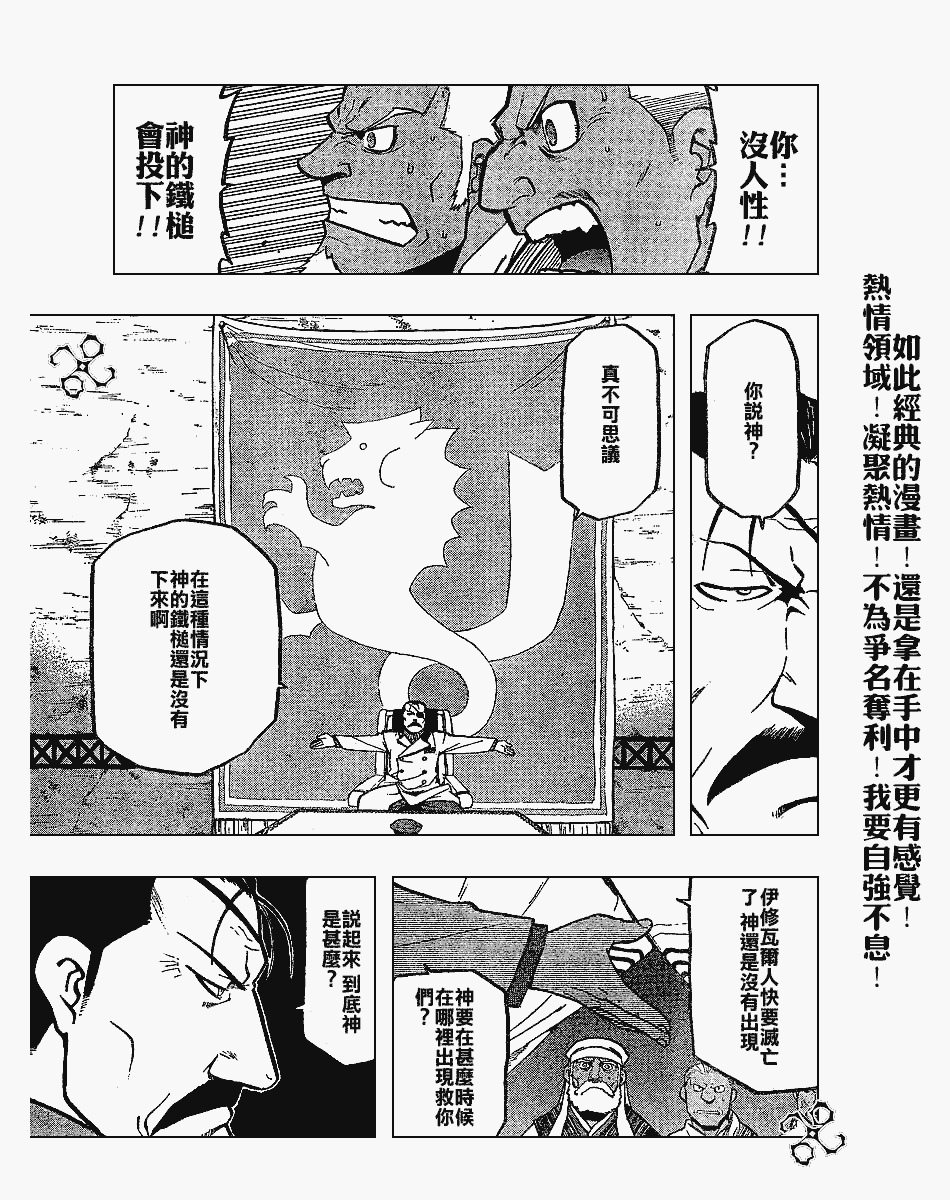 你…
沒人性!!
神的鐵槌
會投下!!
你説神？
真不可思議
在這種情況下
神的鐵槌還是沒有
下來啊
伊修瓦爾人快要滅亡
了 神還是沒有出現
神要在甚麼時候
在哪裡出現救你
們？
説起來 到底神
是甚麼？
如此經典的漫畫！還是拿在手中才更有感覺！
熱情領域！凝聚熱情！不為爭名奪利！我要自強不息！